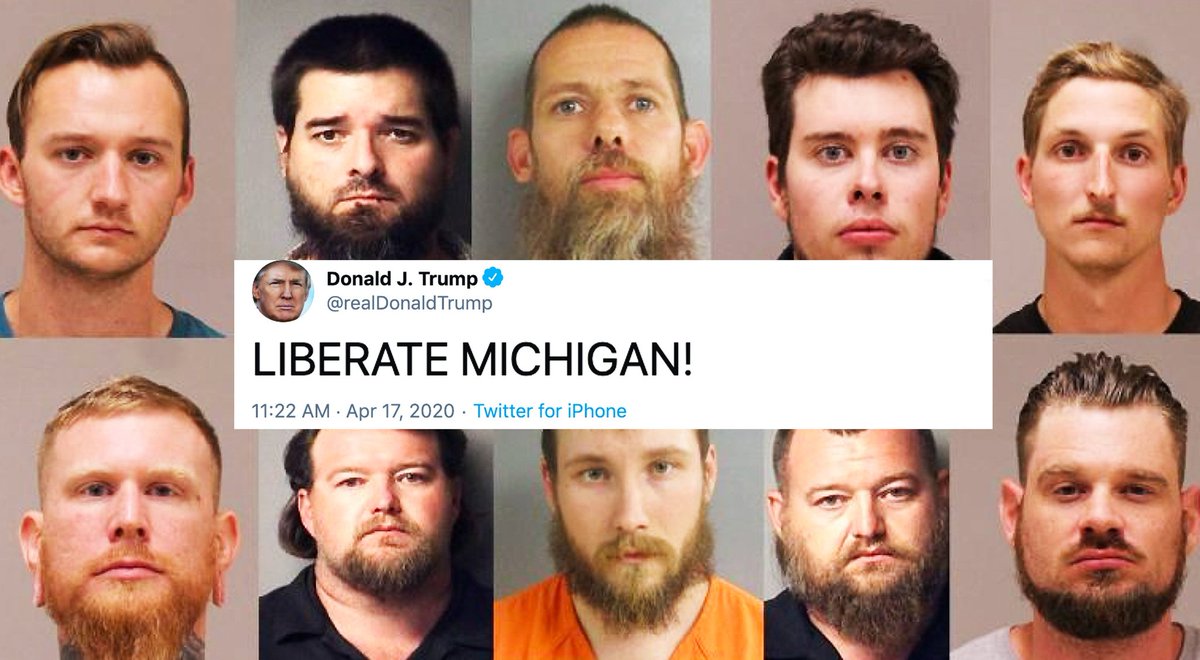 Donald J. Trump
@realDonaldTrump
LIBERATE MICHIGAN!
11:22 AM · Apr 17, 2020 · Twitter for iPhone